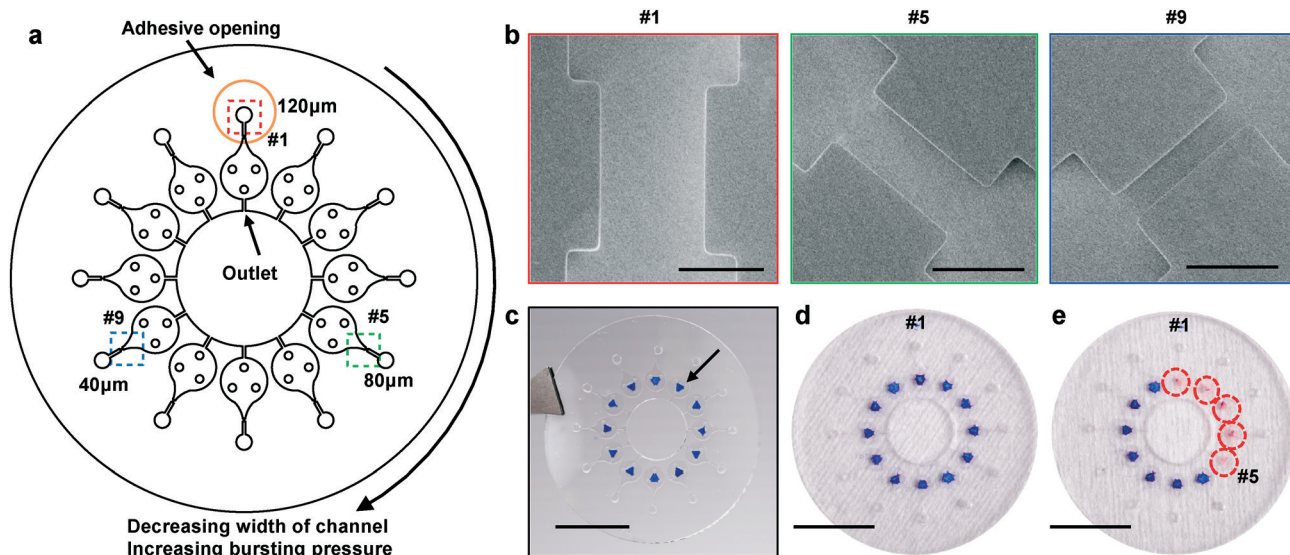 a
Adhesive opening
120µm
#1
Outlet
#9
#5
40µm
80µm
Decreasing width of channel
Increasing bursting pressure
b
#1
#5
#9
c
d
#1
e
#1
#5